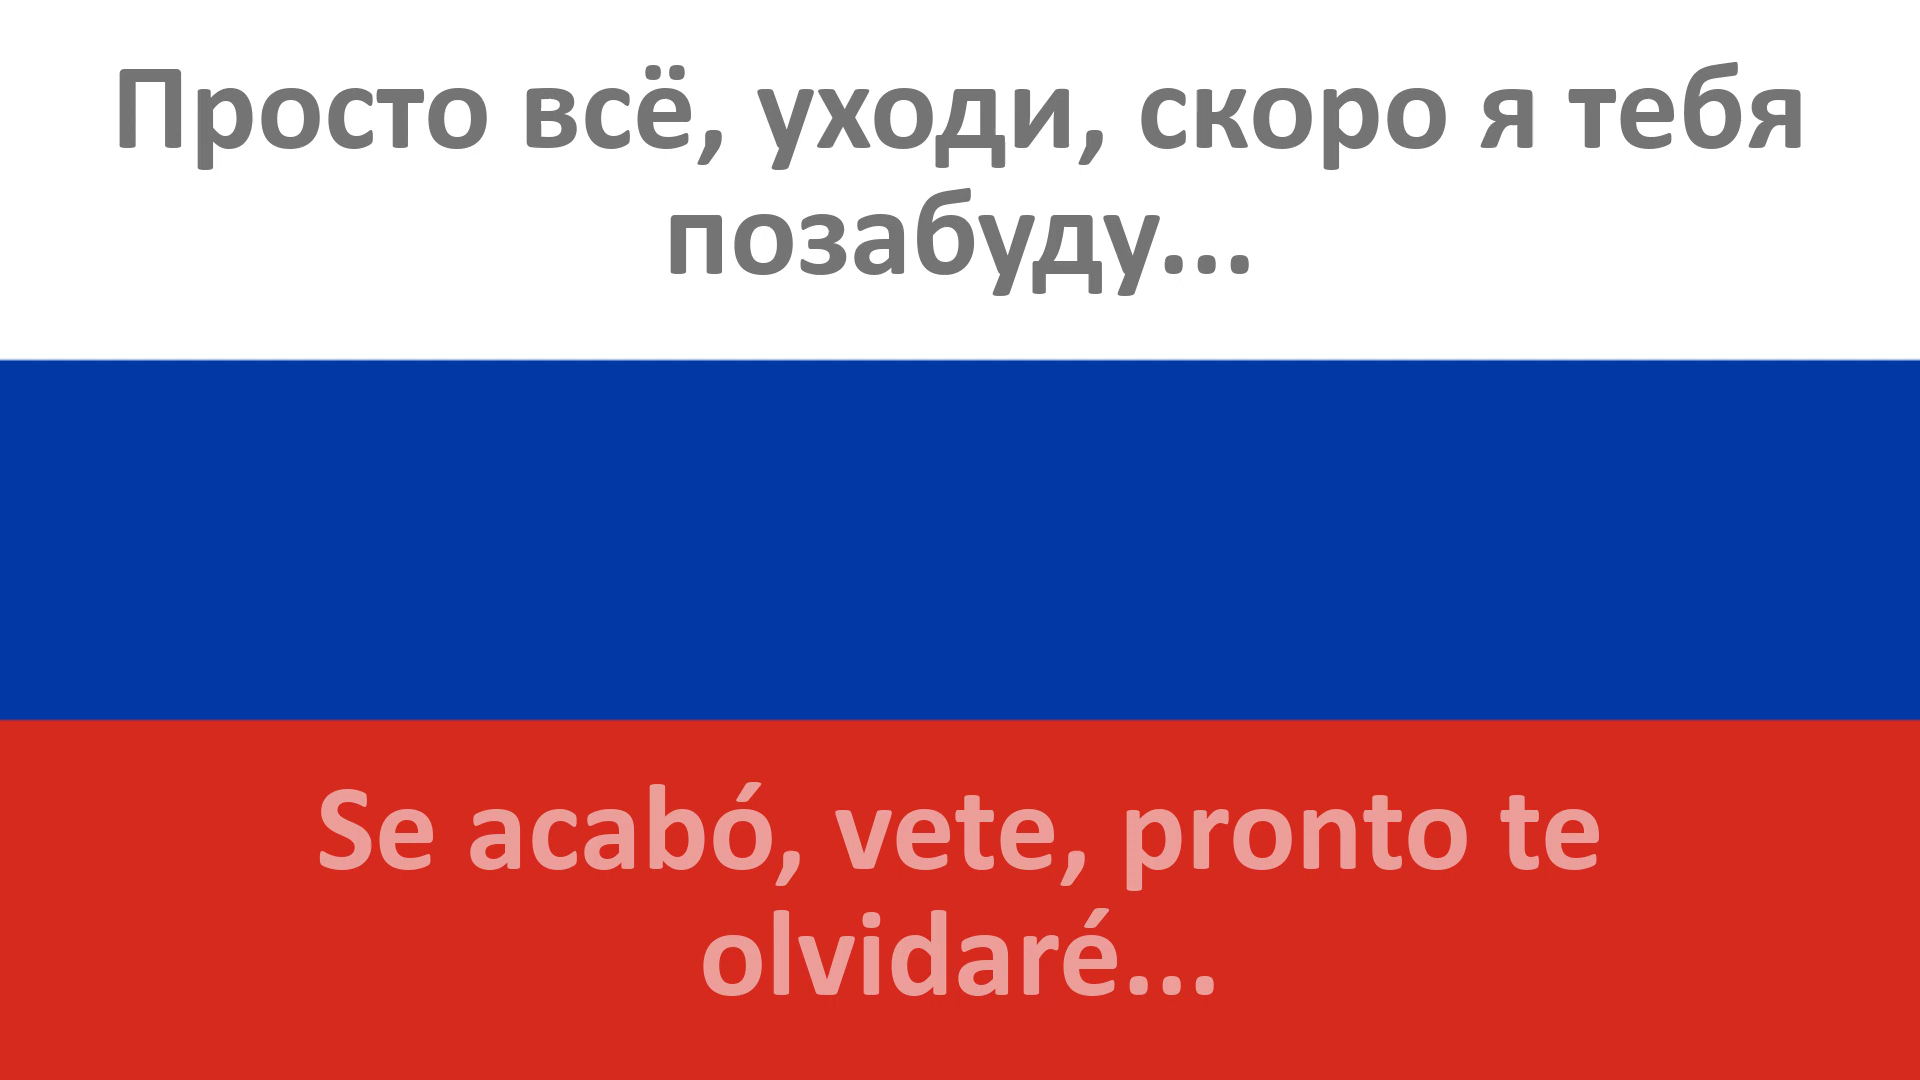 Просто всё, уходи, скоро я тебя
позабуду...
Se acabó, vete, pronto te
olvidaré...